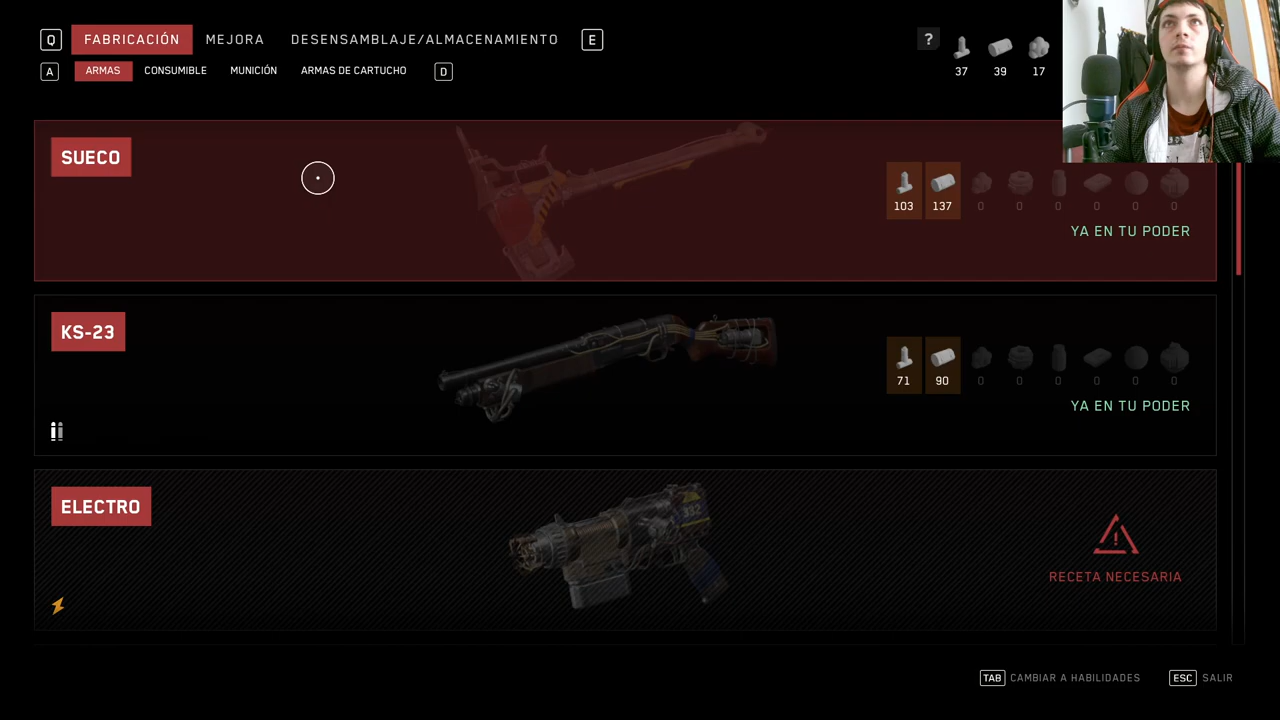 Q FABRICACIÓN MEJORA DESENSAMBLAJE/ALMACENAMIENTO E ?
A ARMAS CONSUMIBLE MUNICIÓN ARMAS DE CARTUCHO D 37 39 17
SUECO
103 137 0 0 0 0 0 0
YA EN TU PODER
KS-23
71 90 0 0 0 0 0 0
YA EN TU PODER
ELECTRO
332
RECETA NECESARIA
TAB CAMBIAR A HABILIDADES ESC SALIR